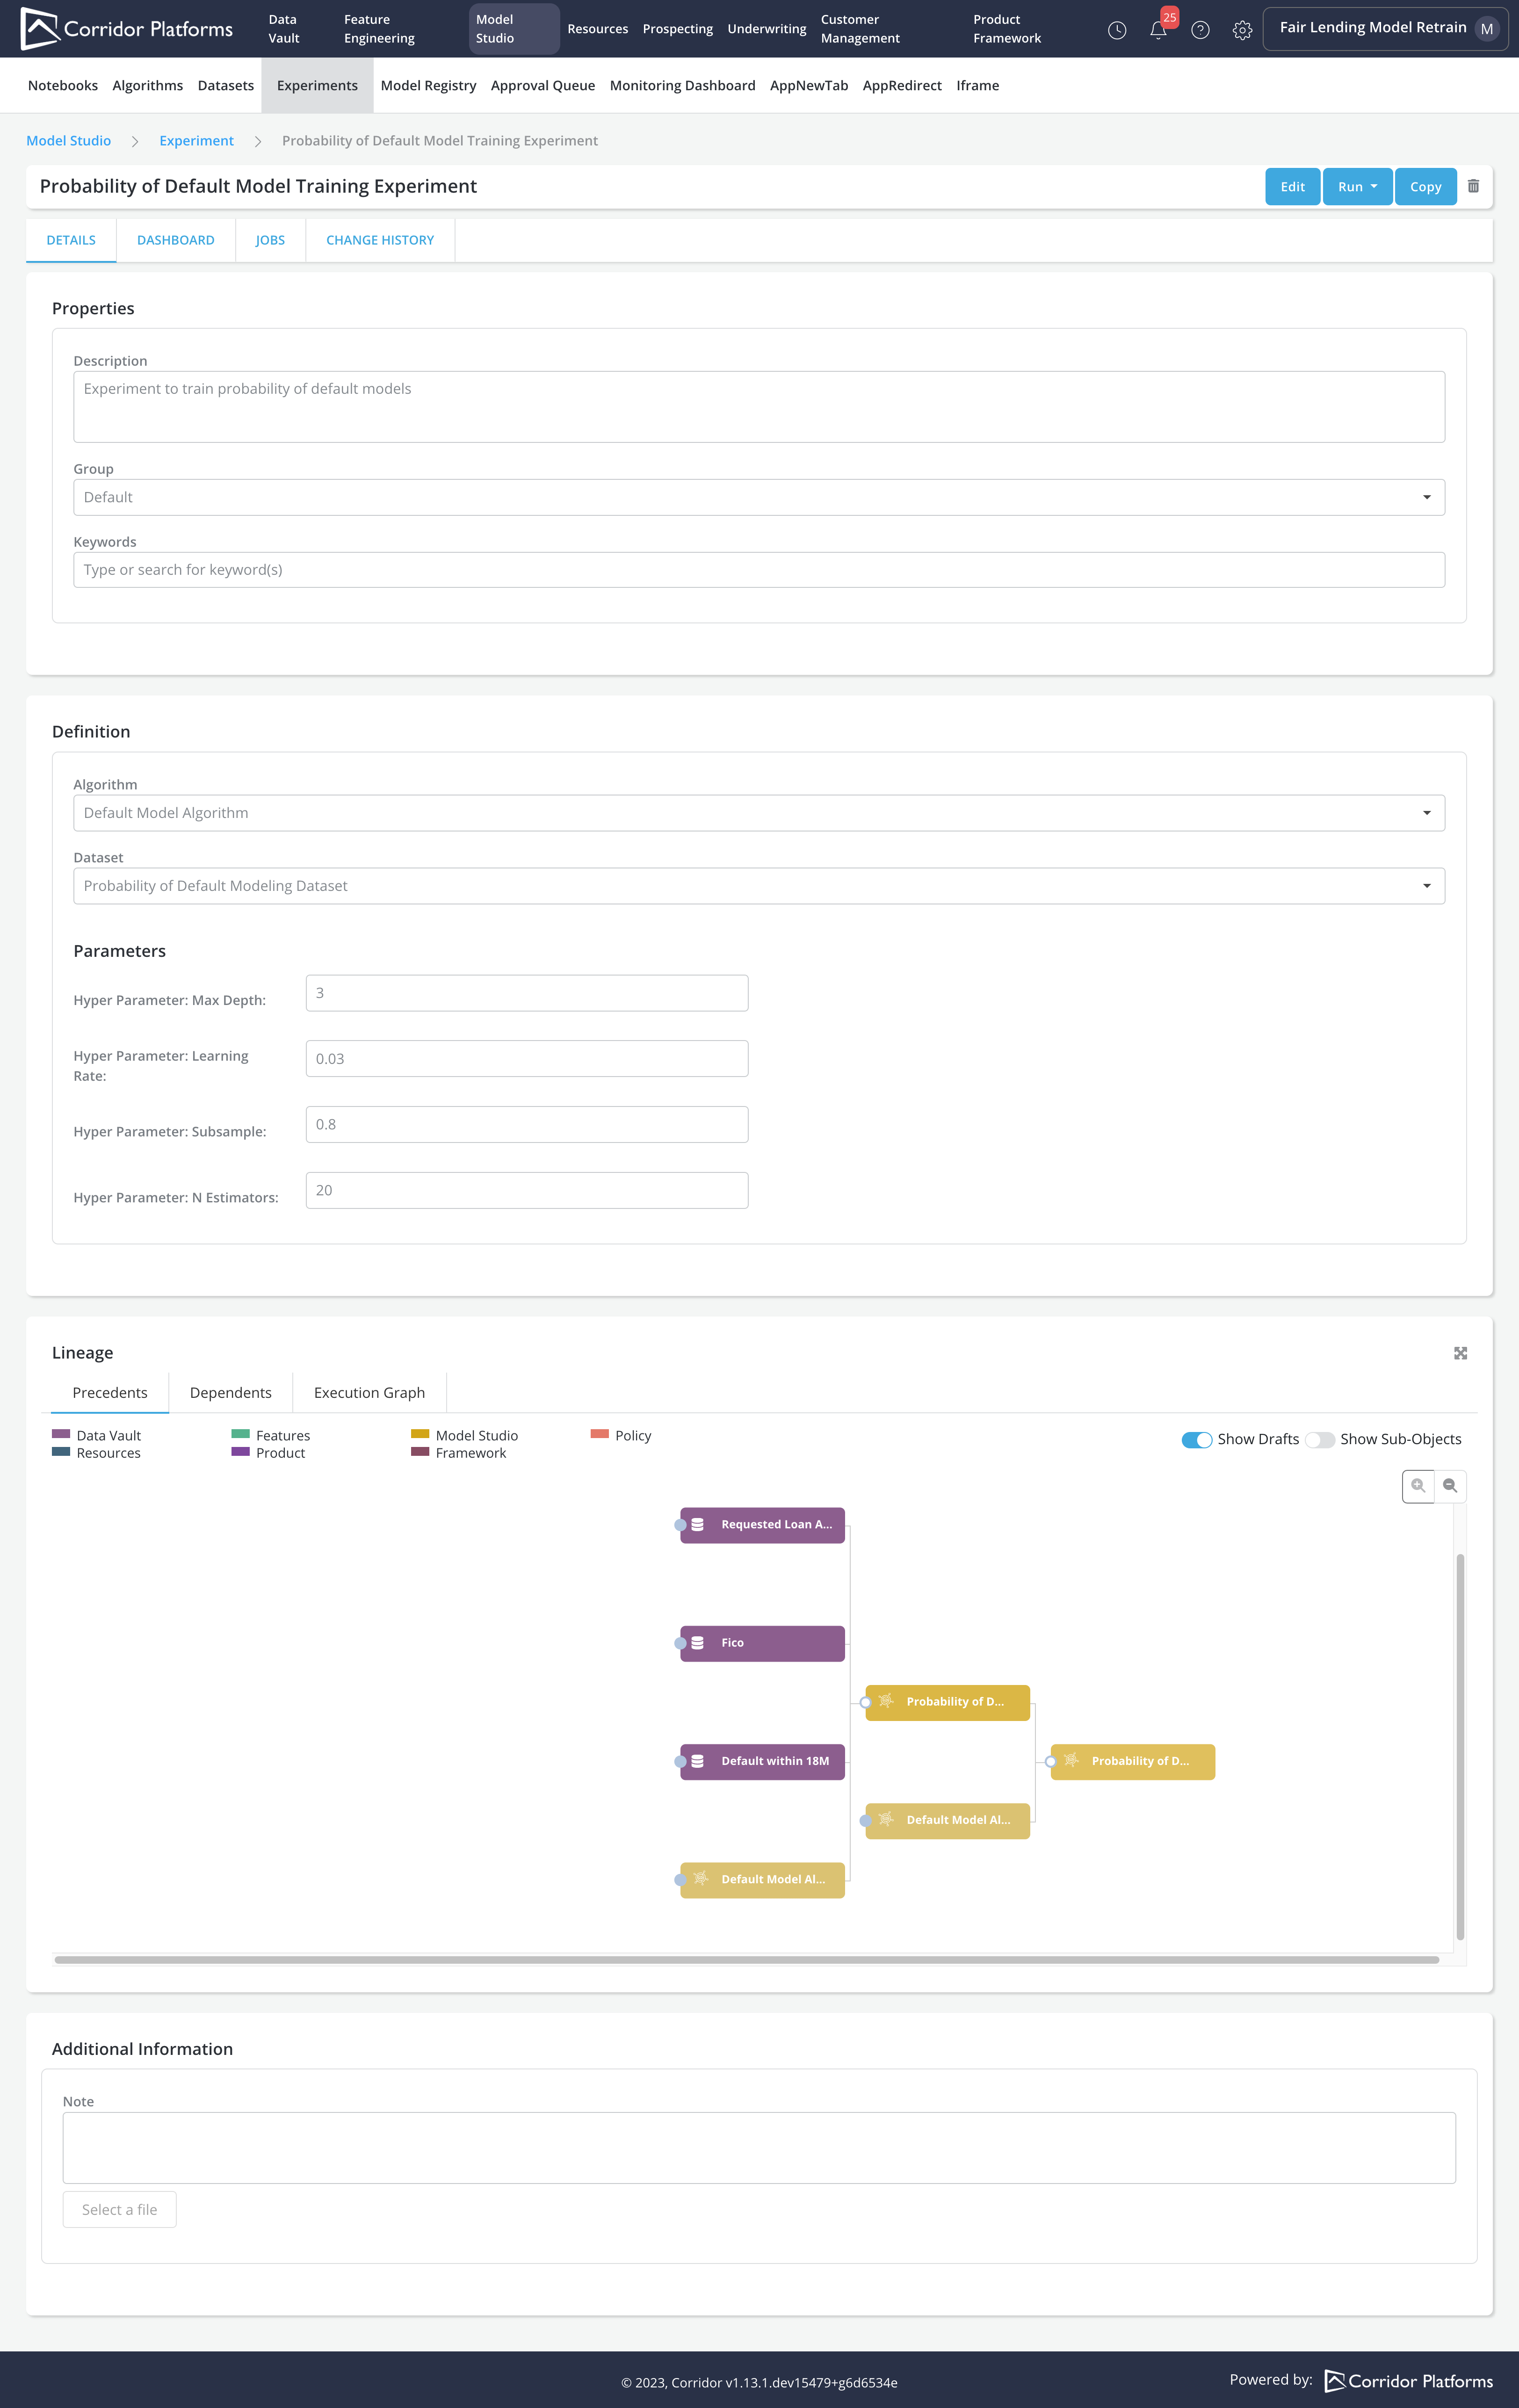 Corridor Platforms
Data Vault
Feature Engineering
Model Studio
Resources
Prospecting
Underwriting
Customer Management
Product Framework
25
Fair Lending Model Retrain M
Notebooks Algorithms Datasets Experiments Model Registry Approval Queue Monitoring Dashboard AppNewTab AppRedirect Iframe
Model Studio > Experiment > Probability of Default Model Training Experiment
Probability of Default Model Training Experiment
Edit Run Copy
DETAILS DASHBOARD JOBS CHANGE HISTORY
Properties
Description
Experiment to train probability of default models
Group
Default
Keywords
Type or search for keyword(s)
Definition
Algorithm
Default Model Algorithm
Dataset
Probability of Default Modeling Dataset
Parameters
Hyper Parameter: Max Depth: 3
Hyper Parameter: Learning Rate: 0.03
Hyper Parameter: Subsample: 0.8
Hyper Parameter: N Estimators: 20
Lineage
Precedents Dependents Execution Graph
Data Vault Features Model Studio Policy
Resources Product Framework
Show Drafts Show Sub-Objects
Requested Loan A...
Fico
Probability of D...
Default within 18M
Probability of D...
Default Model Al...
Default Model Al...
Additional Information
Note
Select a file
© 2023, Corridor v1.13.1.dev15479+g6d6534e
Powered by: Corridor Platforms